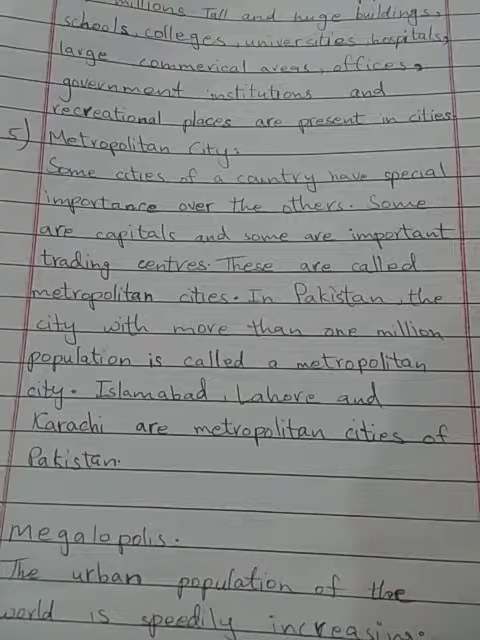 millions. Tall and huge buildings,
schools, colleges, univercities, hospitals,
large commerical areas, offices,
government institutions and
recreational places are present in cities
5) Metropolitan City:
Some cities of a country have special
importance over the others. Some
are capitals and some are important
trading centres. These are called
metropolitan cities. In Pakistan, the
city with more than one million
population is called a metropolitan
city. Islamabad, Lahore and
Karachi are metropolitan cities of
Pakistan.
Megalopolis.
The urban population of the
world is speedily increasing.